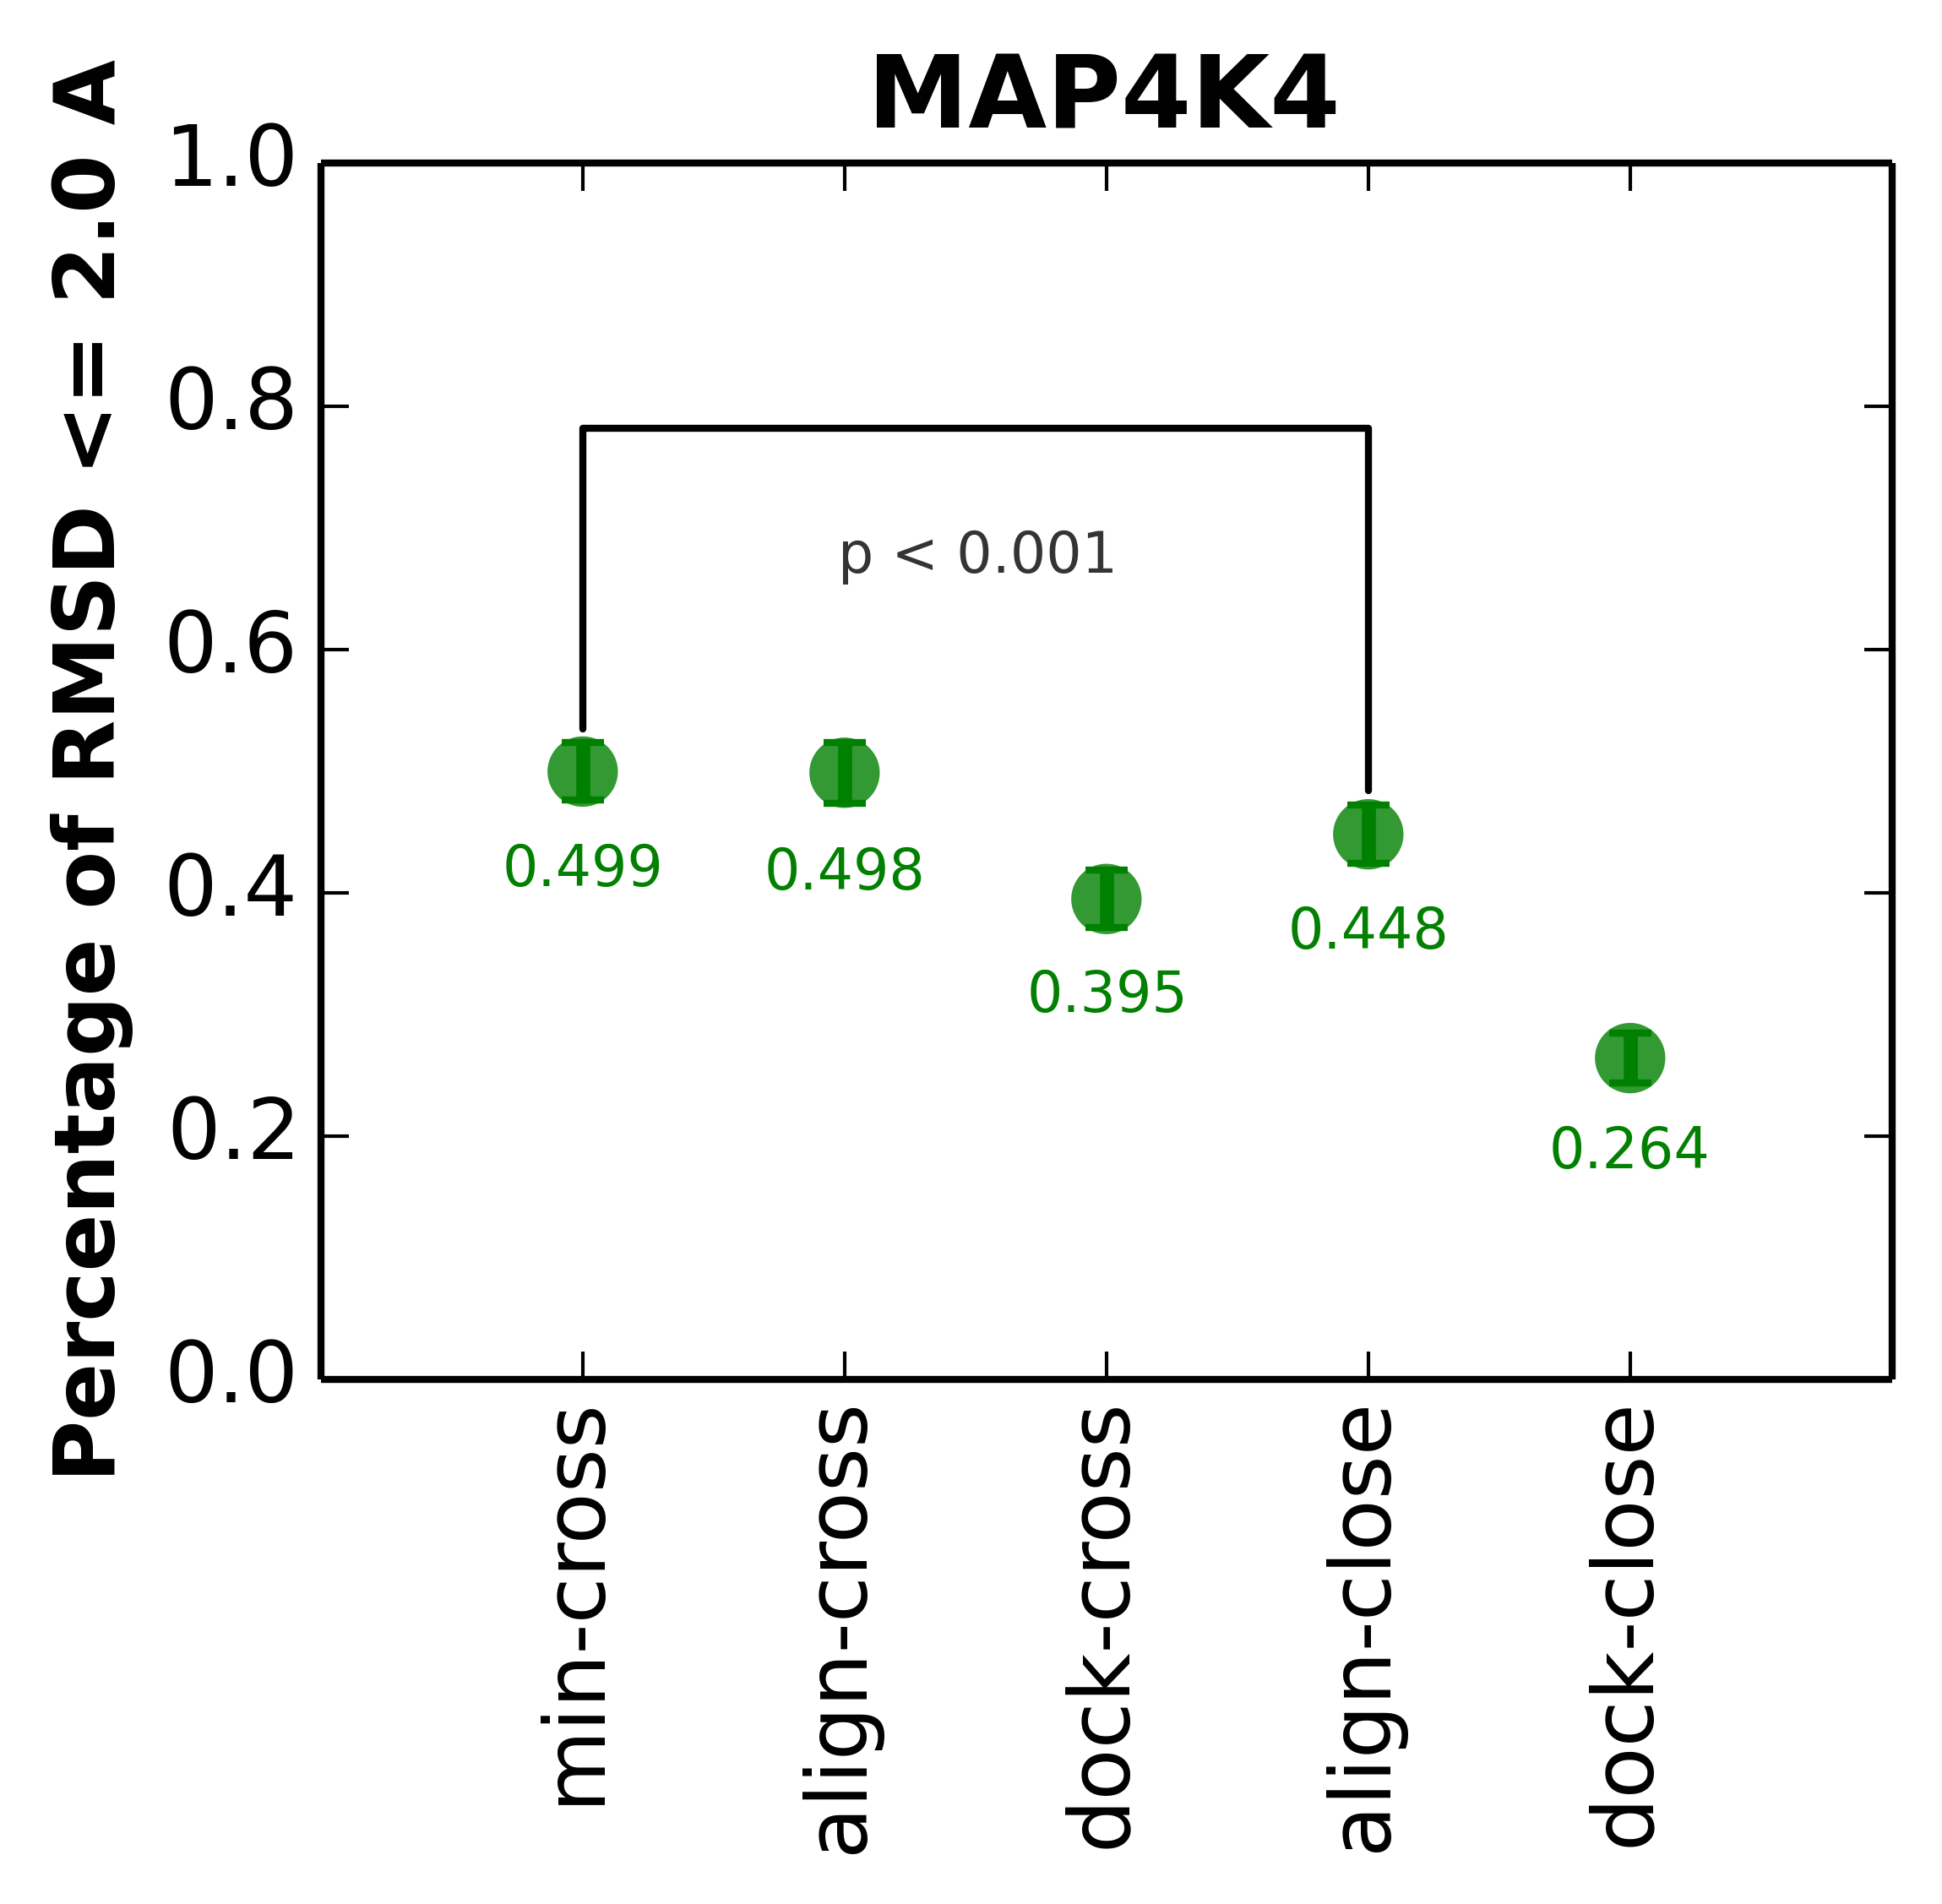 MAP4K4
Percentage of RMSD <= 2.0 A
1.0
0.8
0.6
0.4
0.2
0.0
p < 0.001
0.499
0.498
0.395
0.448
0.264
min-cross
align-cross
dock-cross
align-close
dock-close